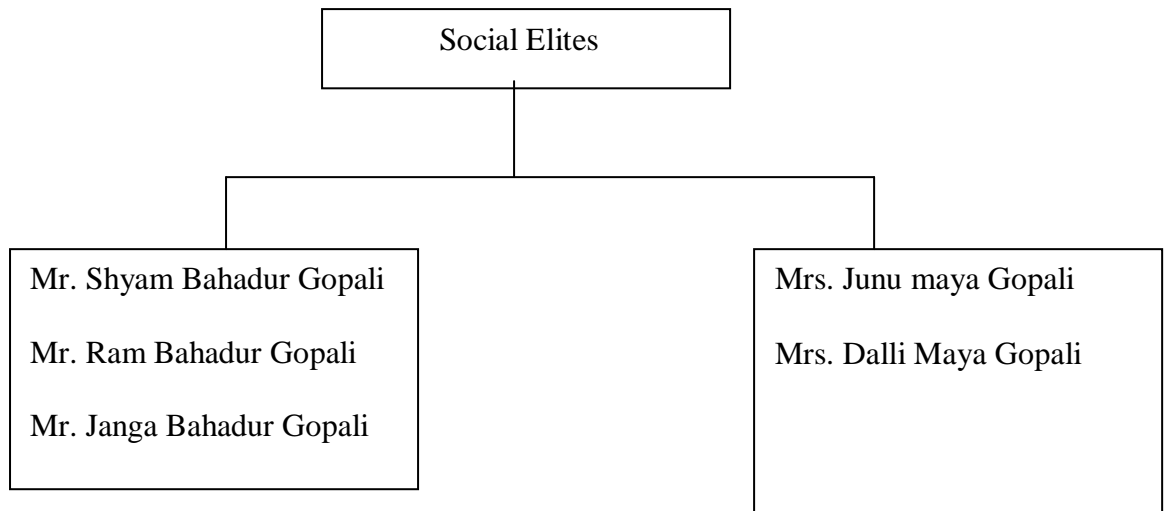 Social Elites
Mr. Shyam Bahadur Gopali
Mr. Ram Bahadur Gopali
Mr. Janga Bahadur Gopali
Mrs. Junu maya Gopali
Mrs. Dalli Maya Gopali